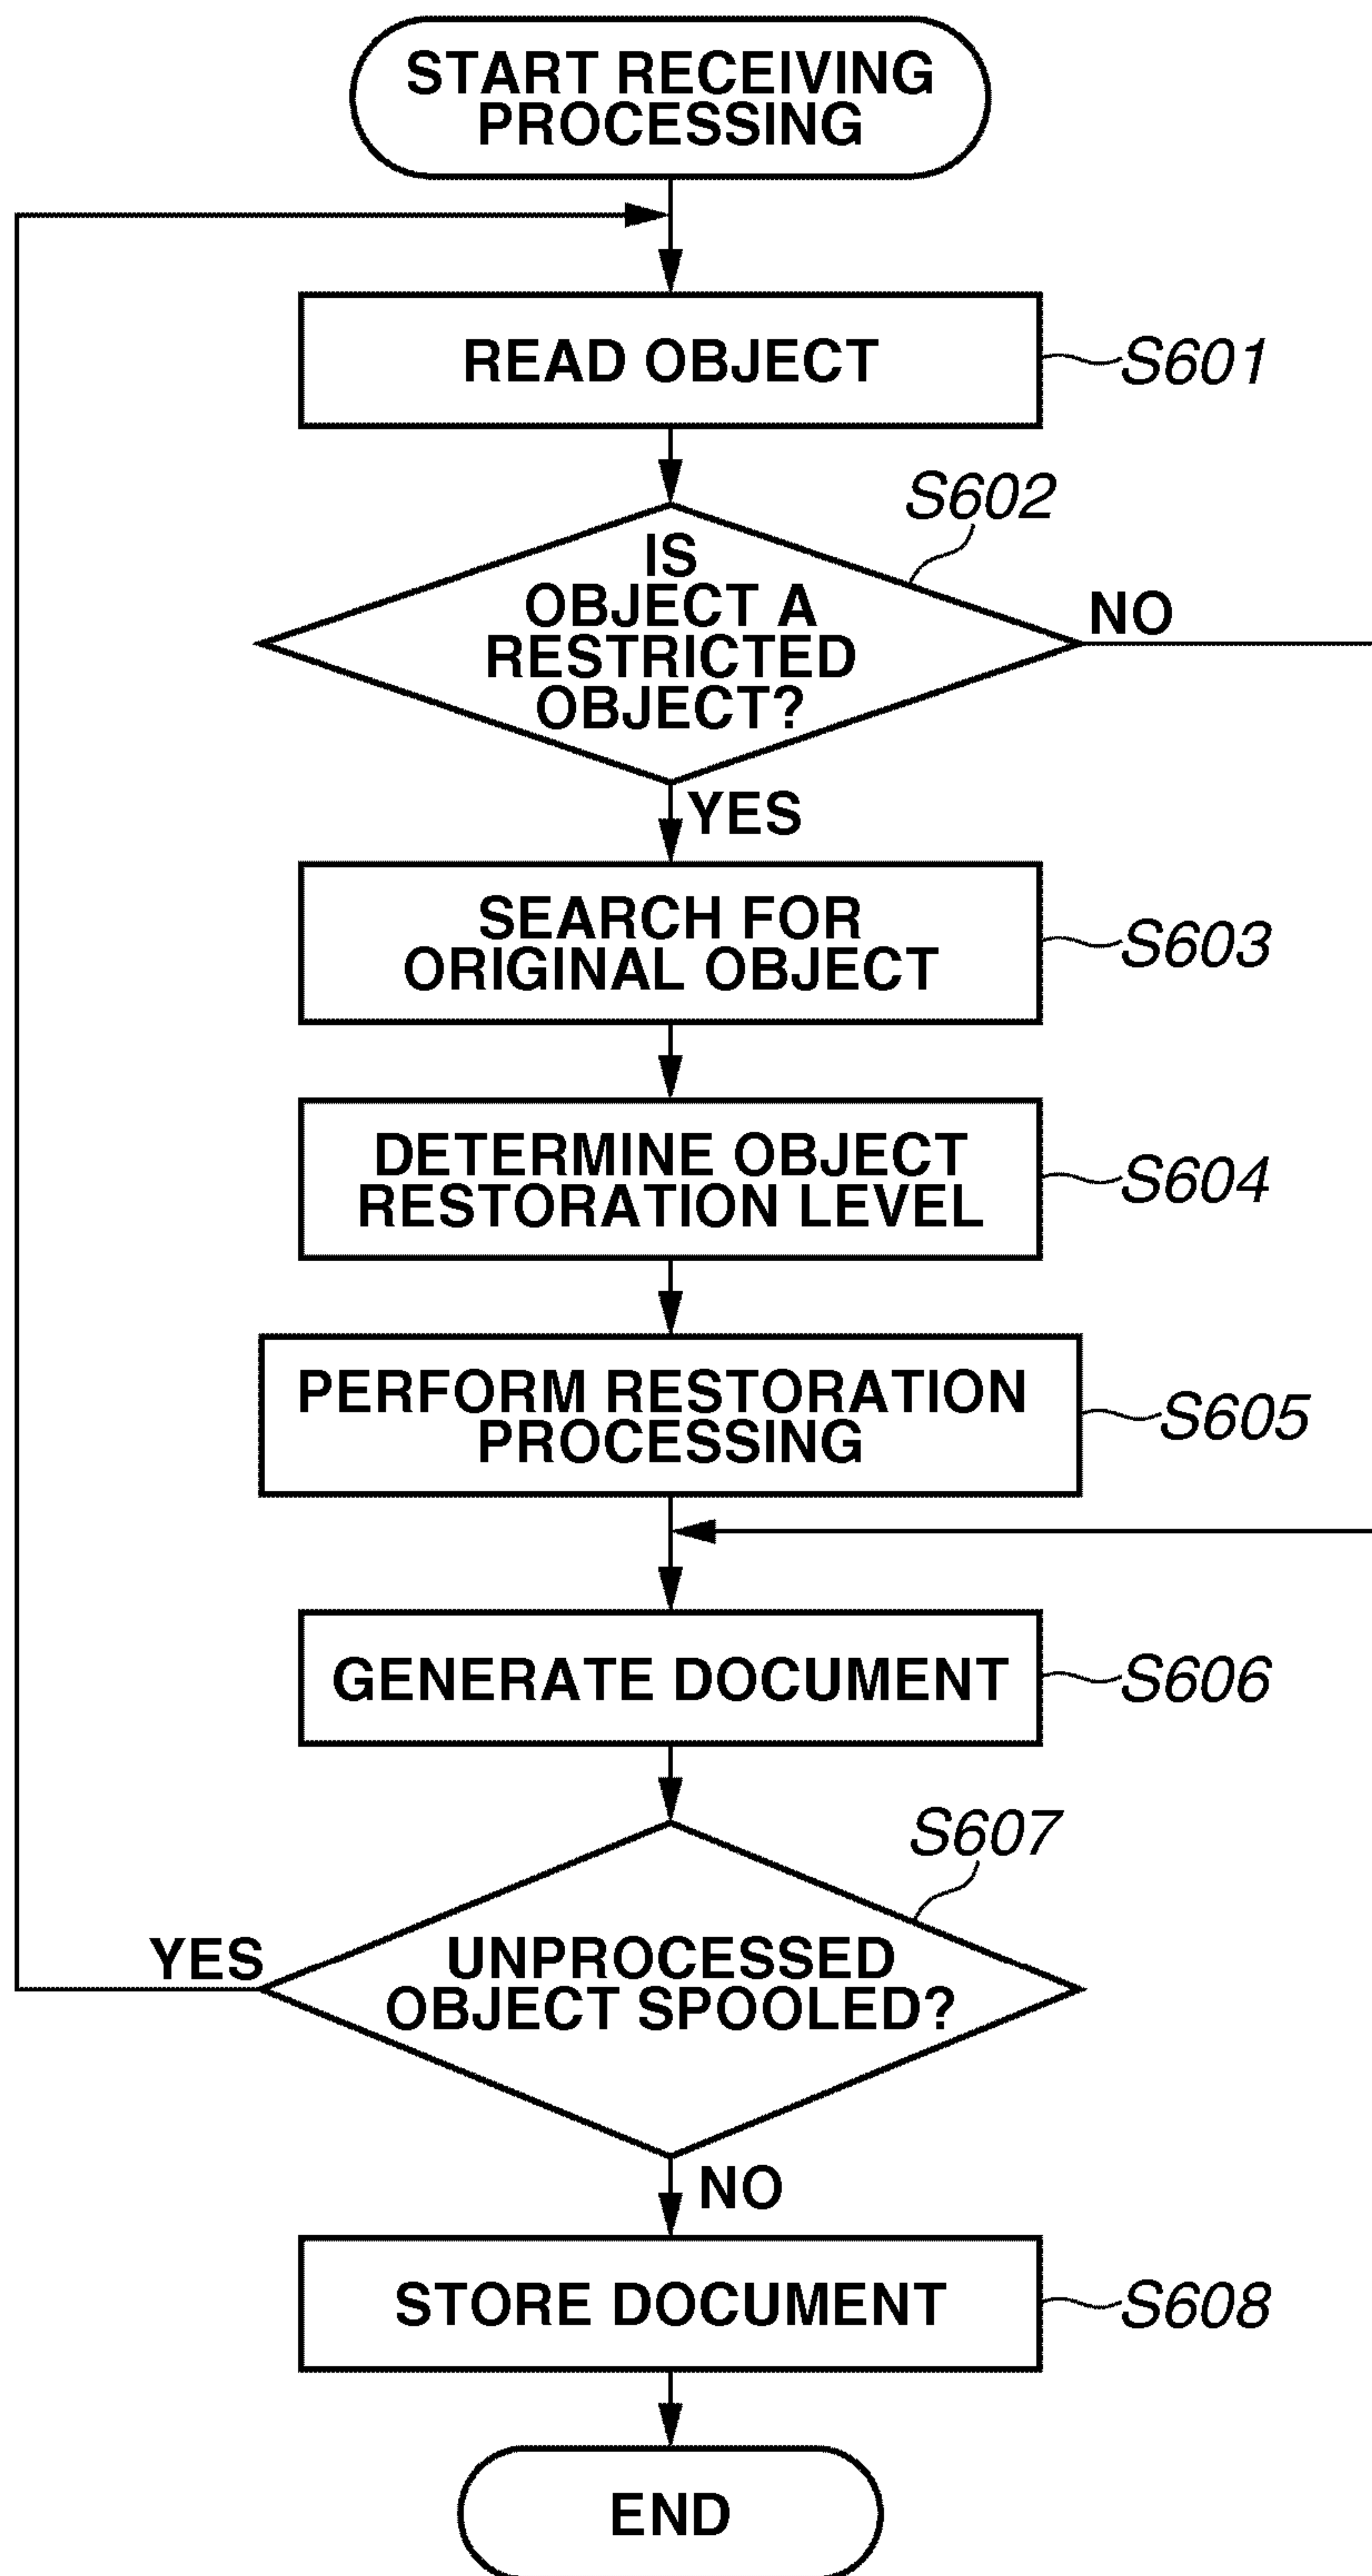 START RECEIVING
PROCESSING
READ OBJECT
S601
S602
IS
OBJECT A
RESTRICTED
OBJECT?
NO
YES
SEARCH FOR
ORIGINAL OBJECT
S603
DETERMINE OBJECT
RESTORATION LEVEL
S604
PERFORM RESTORATION
PROCESSING
S605
GENERATE DOCUMENT
S606
S607
YES
UNPROCESSED
OBJECT SPOOLED?
NO
STORE DOCUMENT
S608
END